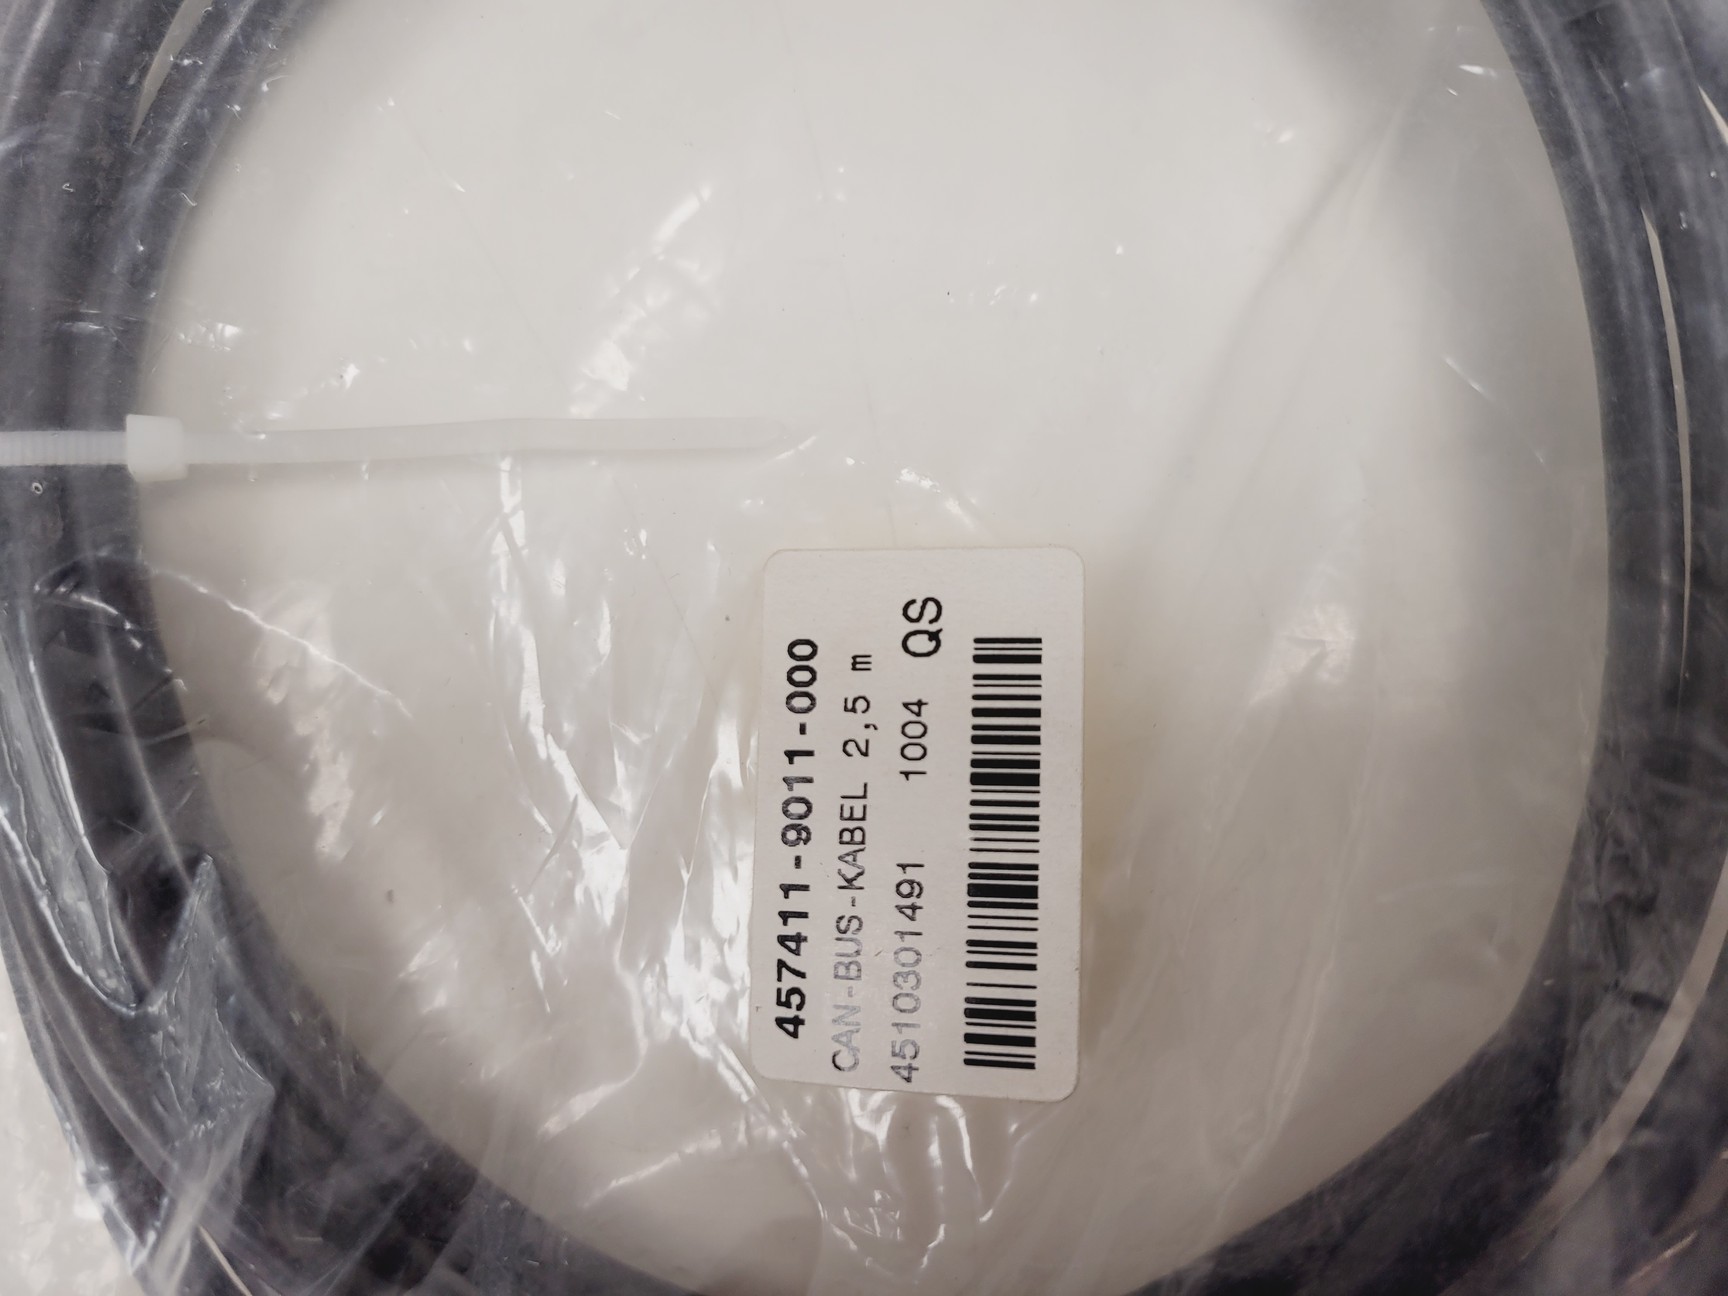 457411-9011-000
CAN-BUS-KABEL 2,5 m
4510301491 1004 QS